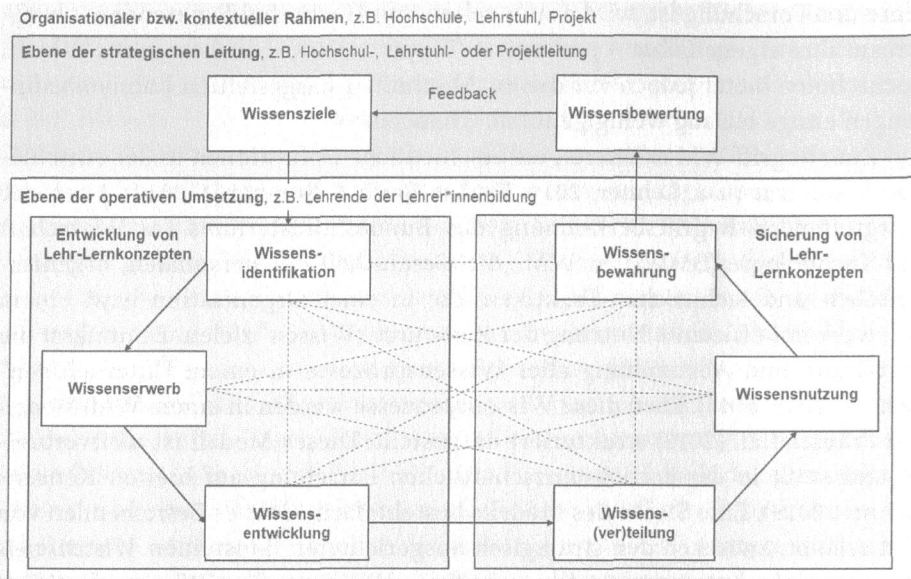 Organisationaler bzw. kontextueller Rahmen, z.B. Hochschule, Lehrstuhl, Projekt
Ebene der strategischen Leitung, z.B. Hochschul-, Lehrstuhl- oder Projektleitung
Wissensziele
Feedback
Wissensbewertung
Ebene der operativen Umsetzung, z.B. Lehrende der Lehrer*innenbildung
Entwicklung von
Lehr-Lernkonzepten
Wissens-
identifikation
Wissens-
bewahrung
Sicherung von
Lehr-
Lernkonzepten
Wissenserwerb
Wissensnutzung
Wissens-
entwicklung
Wissens-
(ver)teilung